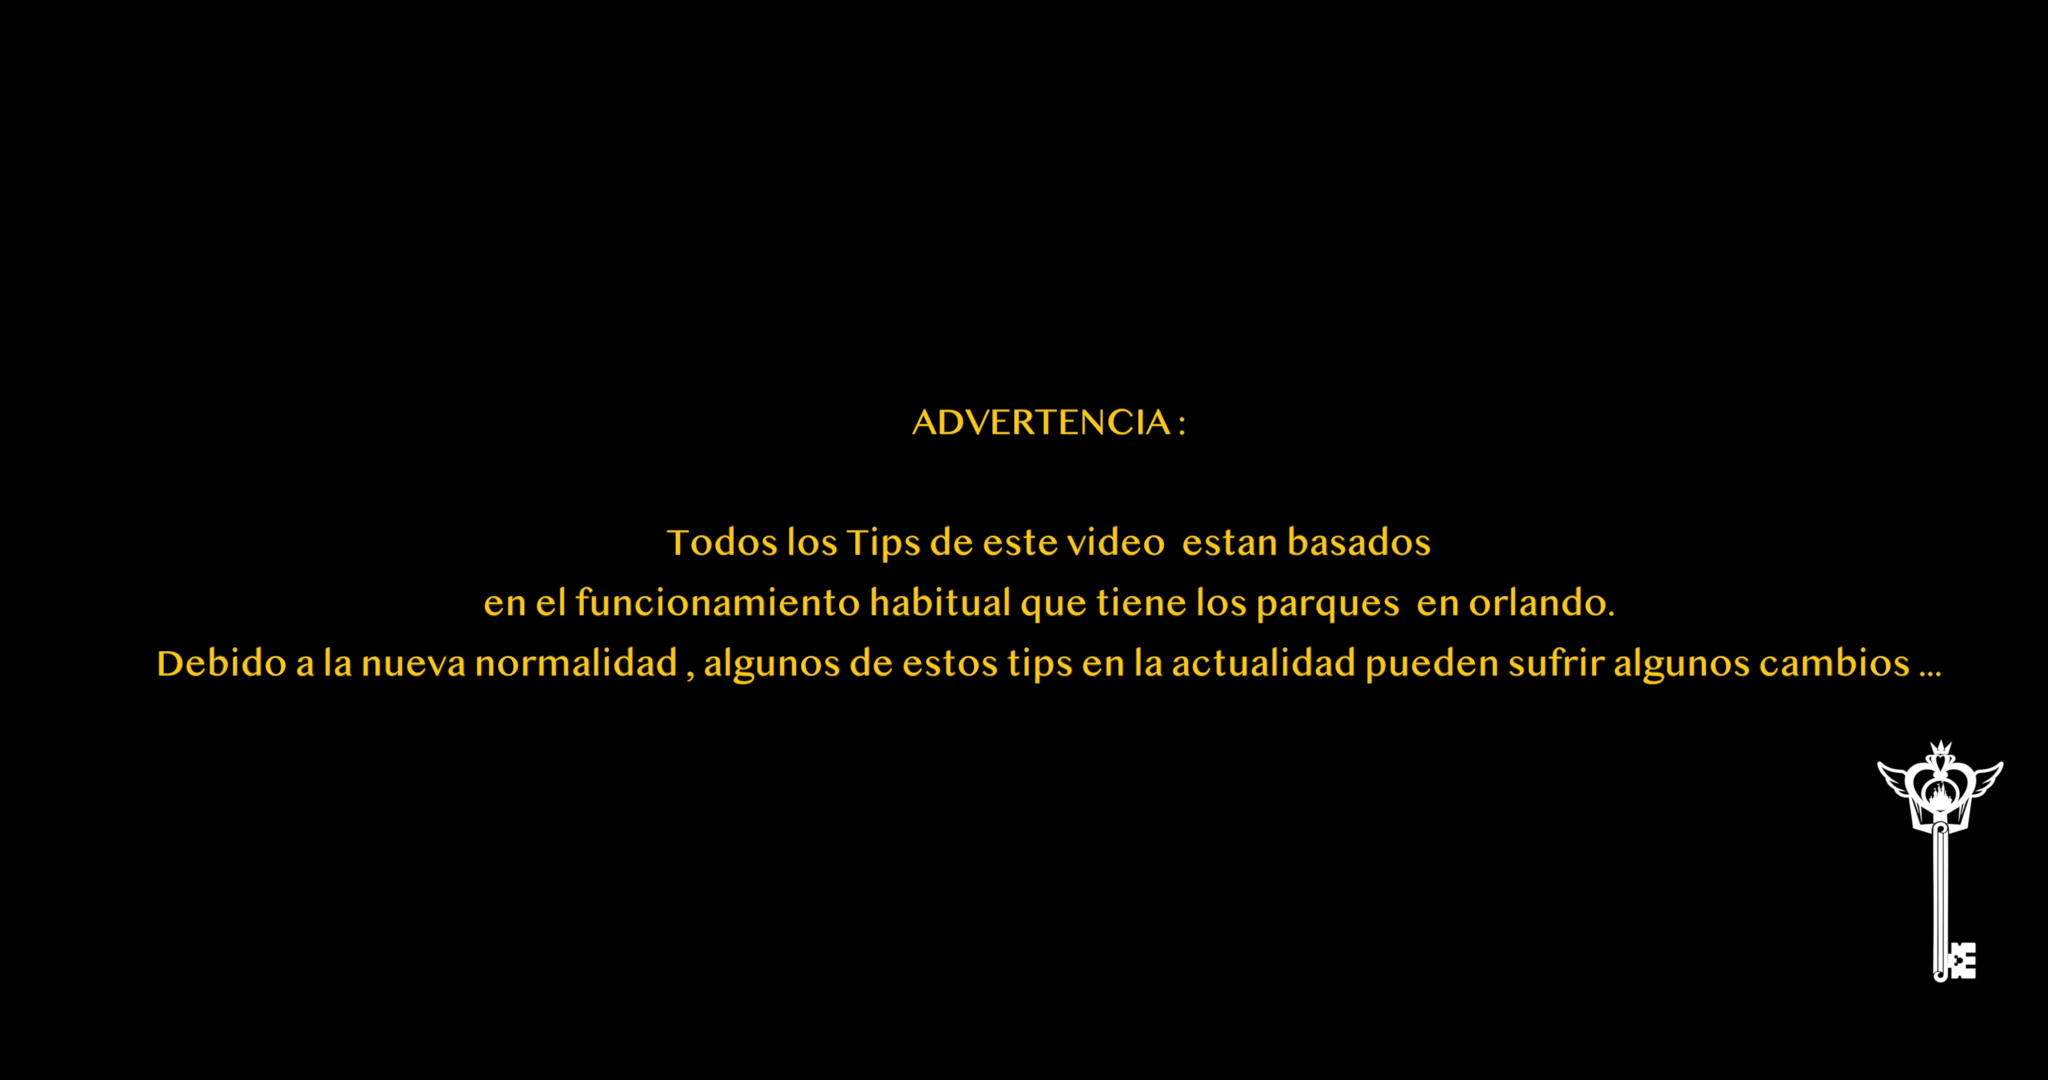 ADVERTENCIA :
Todos los Tips de este video estan basados
en el funcionamiento habitual que tiene los parques en orlando.
Debido a la nueva normalidad , algunos de estos tips en la actualidad pueden sufrir algunos cambios ...